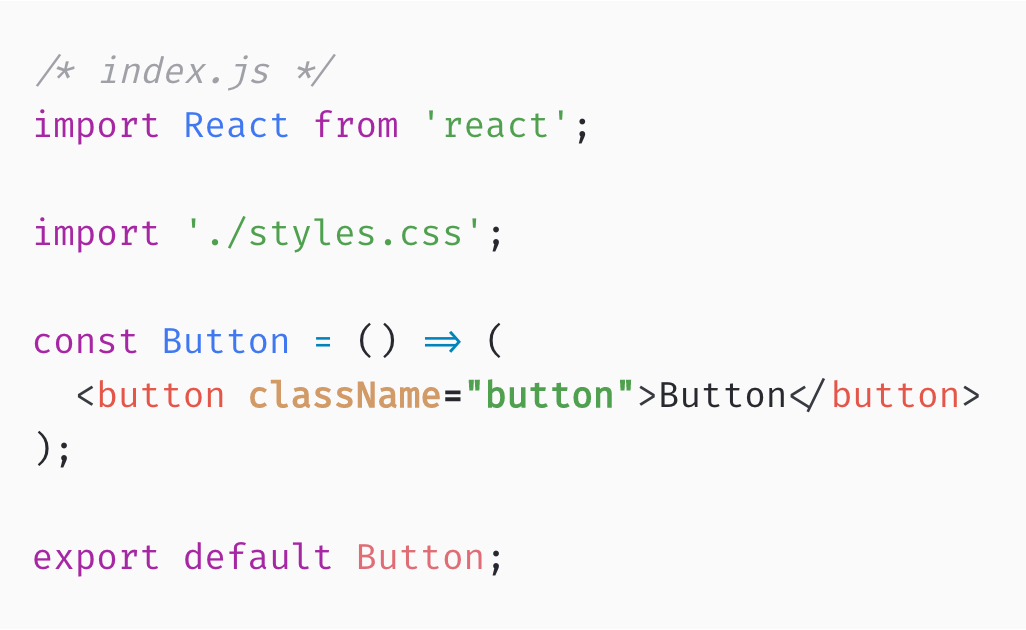 /* index.js */
import React from 'react';

import './styles.css';

const Button = () => (
  <button className="button">Button</button>
);

export default Button;